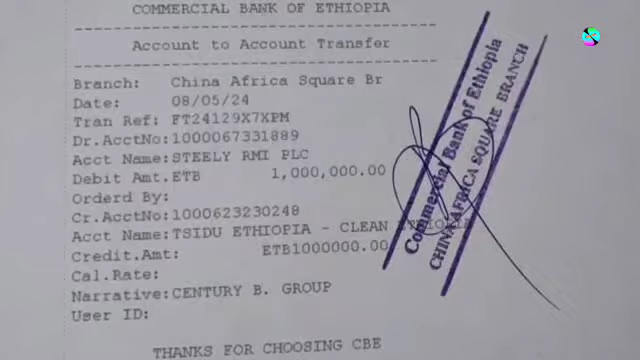 COMMERCIAL BANK OF ETHIOPIA
Account to Account Transfer
Branch: China Africa Square Br
Date: 08/05/24
Tran Ref: FT24129X7XPM
Dr.AcctNo:1000067331889
Acct Name:STEELY RMI PLC
Debit Amt.ETB 1,000,000.00
Orderd By:
Cr.AcctNo:1000623230248
Acct Name:TSIDU ETHIOPIA - CLEAN ETHIOPIA
Credit.Amt: ETB1000000.00
Cal.Rate:
Narrative:CENTURY B. GROUP
User ID:
THANKS FOR CHOOSING CBE
Commercial Bank of Ethiopia
CHINA AFRICA SQUARE BRANCH